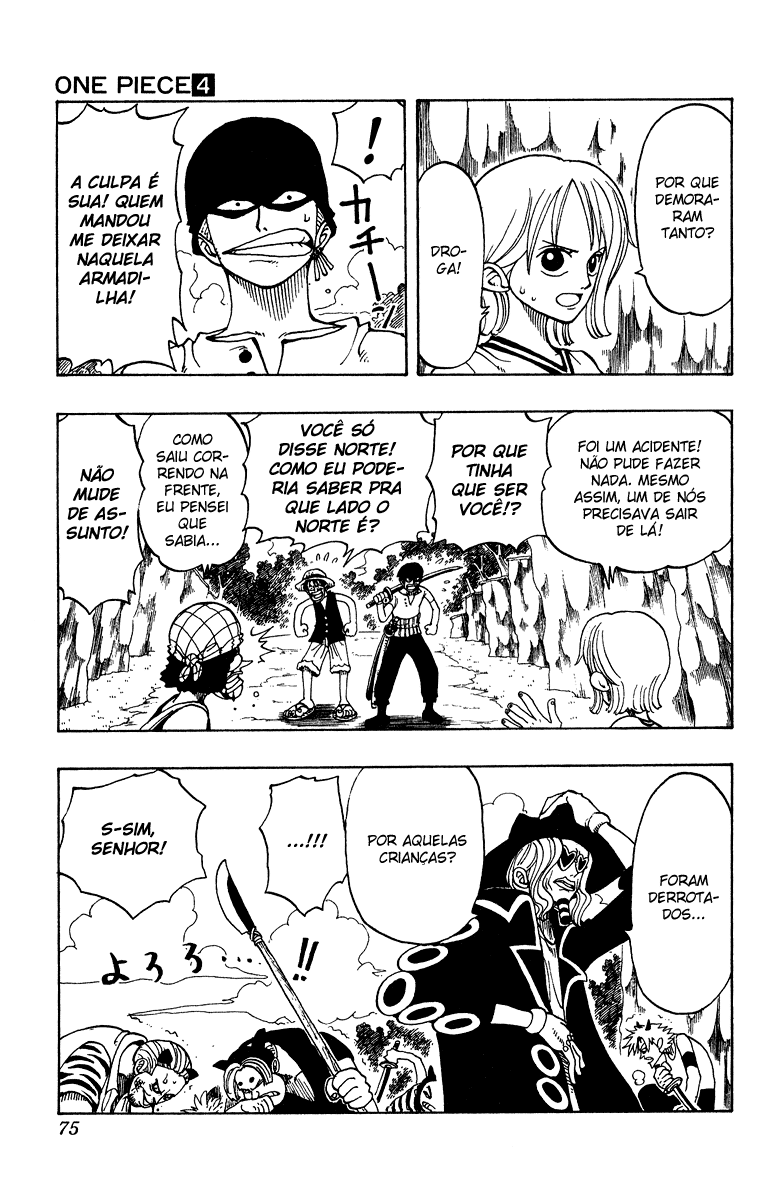 ONE PIECE 4
POR QUE
DEMORA-
RAM
TANTO?
DRO-
GA!
!
カチーン
A CULPA É
SUA! QUEM
MANDOU
ME DEIXAR
NAQUELA
ARMADI-
LHA!
FOI UM ACIDENTE!
NÃO PUDE FAZER
NADA. MESMO
ASSIM, UM DE NÓS
PRECISAVA SAIR
DE LÁ!
POR QUE
TINHA
QUE SER
VOCÊ!?
VOCÊ SÓ
DISSE NORTE!
COMO EU PODE-
RIA SABER PRA
QUE LADO O
NORTE É?
COMO
SAIU COR-
RENDO NA
FRENTE,
EU PENSEI
QUE
SABIA...
NÃO
MUDE
DE AS-
SUNTO!
FORAM
DERROTA-
DOS...
POR AQUELAS
CRIANÇAS?
...!!!
S-SIM,
SENHOR!
!!
よろろ...
75